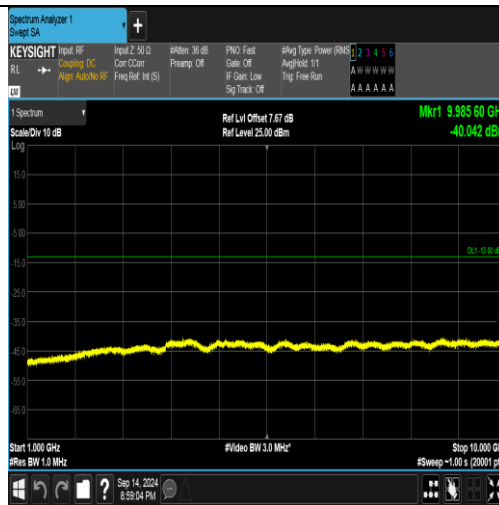 Spectrum Analyzer 1
Swept SA
+
KEYSIGHT Input: RF Input Z: 50 Ω #Atten: 36 dB PNO: Fast #Avg Type: Power (RMS 1 2 3 4 5 6
RL Coupling: DC Corr CCorr Preamp: Off Gate: Off Avg|Hold: 1/1 A W W W W W
Align: Auto/No RF Freq Ref: Int (S) IF Gain: Low Trig: Free Run
LXI Sig Track: Off A A A A A A
1 Spectrum Ref Lvl Offset 7.67 dB Mkr1 9.985 60 GH
Scale/Div 10 dB Ref Level 25.00 dBm -40.042 dB
Log
15.0
5.00
-5.00
DL1 -13.00 dB
-15.0
-25.0
-35.0
-45.0
-55.0
-65.0
Start 1.000 GHz #Video BW 3.0 MHz* Stop 10.000 G
#Res BW 1.0 MHz #Sweep ~1.00 s (20001 p
? Sep 14, 2024
8:59:04 PM